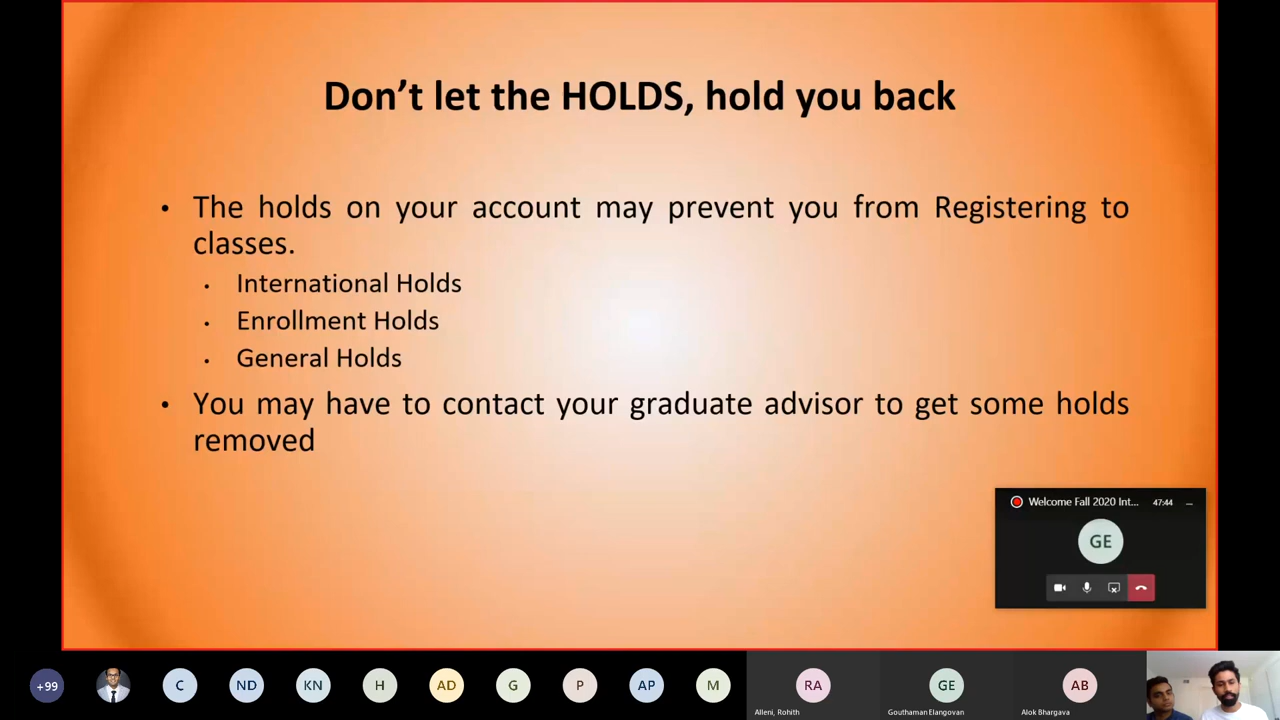 Don't let the HOLDS, hold you back
• The holds on your account may prevent you from Registering to
classes.
• International Holds
• Enrollment Holds
• General Holds
• You may have to contact your graduate advisor to get some holds
removed
Welcome Fall 2020 Int... 47:44
GE
+99 C ND KN H AD G P AP M RA GE AB
Alleni, Rohith Gouthaman Elangovan Alok Bhargava